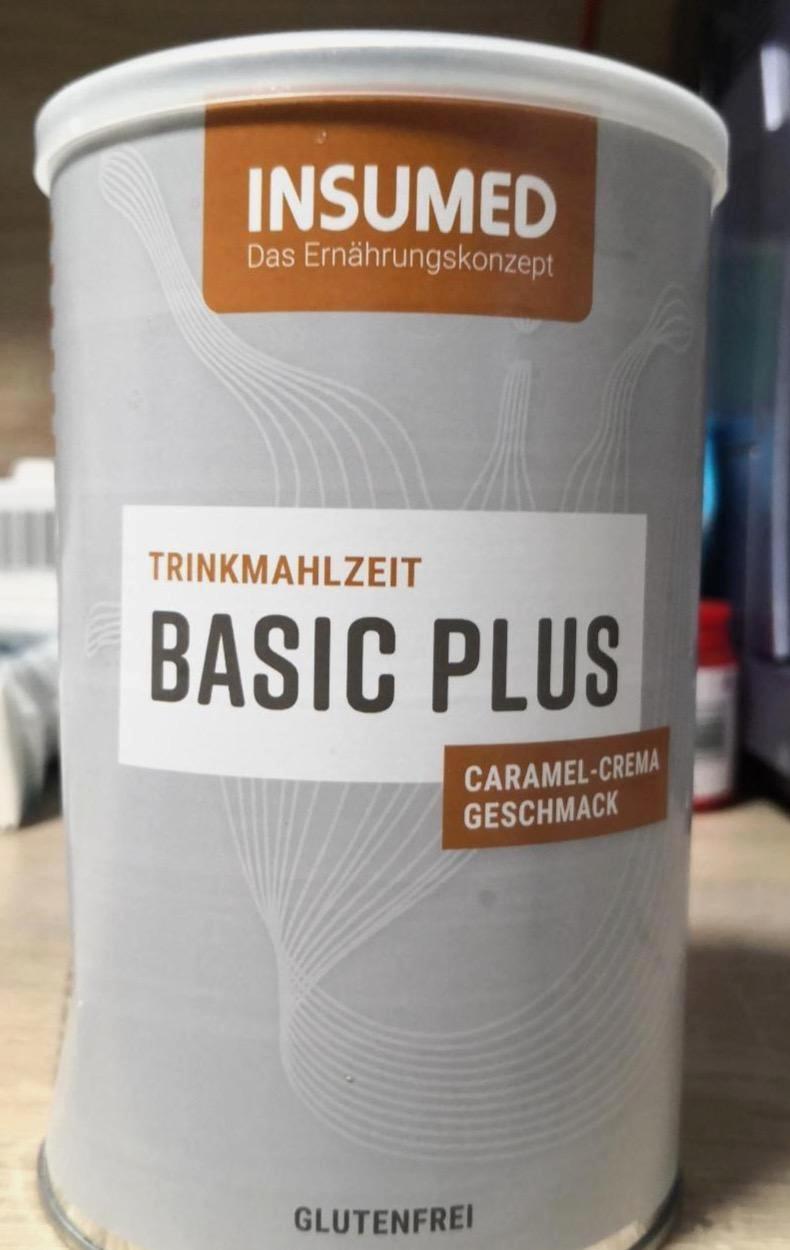 INSUMED
Das Ernährungskonzept
TRINKMAHLZEIT
BASIC PLUS
CARAMEL-CREMA
GESCHMACK
GLUTENFREI